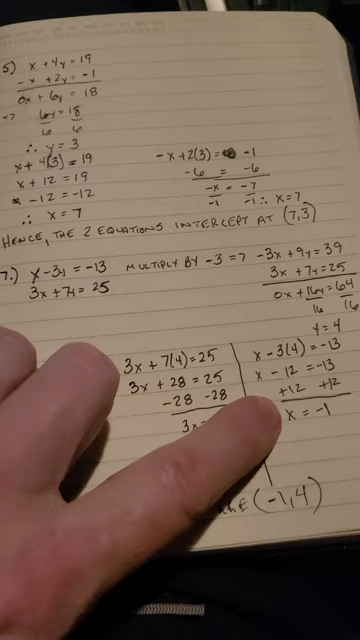 5) x + 4y = 19
- x + 2y = -1
0x + 6y = 18
=> 6y = 18
6 6
∴ y = 3
x + 4(3) = 19
x + 12 = 19
-12 = -12
∴ x = 7
-x + 2(3) = -1
-6 = -6
-x = -7
-1 -1 ∴ x = 7
HENCE, THE 2 EQUATIONS INTERCEPT AT (7,3)
7.) x - 3y = -13 MULTIPLY BY -3 =7 -3x + 9y = 39
3x + 7y = 25
3x + 7y = 25
0x + 16y = 64
16 16
y = 4
3x + 7(4) = 25
3x + 28 = 25
-28 -28
3x
x - 3(4) = -13
x - 12 = -13
+12 +12
x = -1
(-1,4)